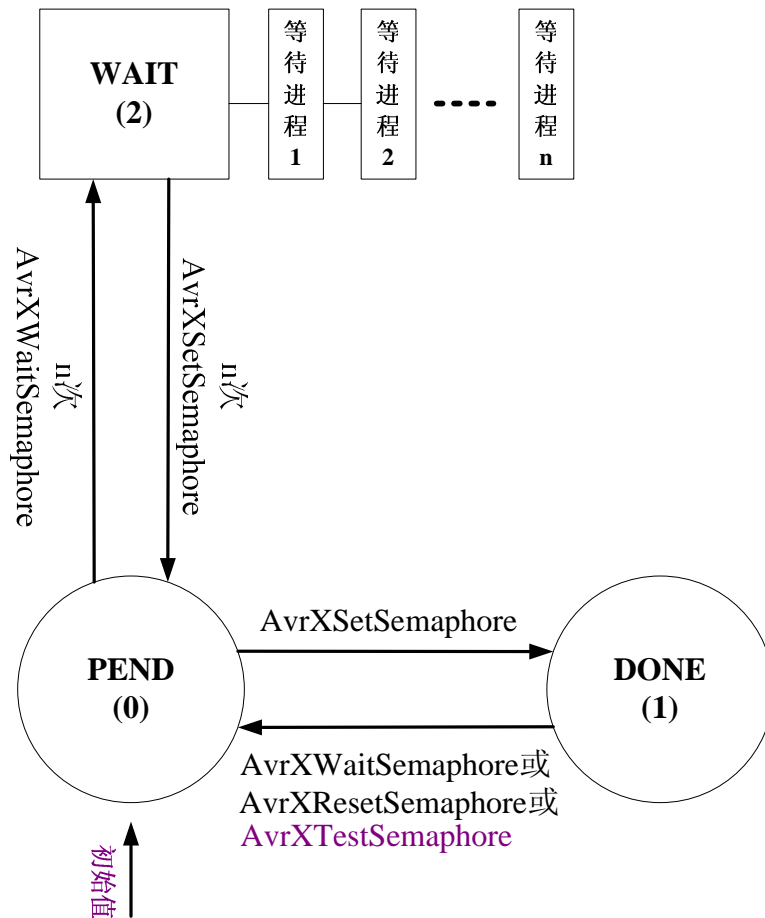 WAIT
(2)
等待进程1
等待进程2
等待进程n
AvrXWaitSemaphore
n次
AvrXSetSemaphore
n次
AvrXSetSemaphore
PEND
(0)
DONE
(1)
AvrXWaitSemaphore或
AvrXResetSemaphore或
AvrXTestSemaphore
初始值